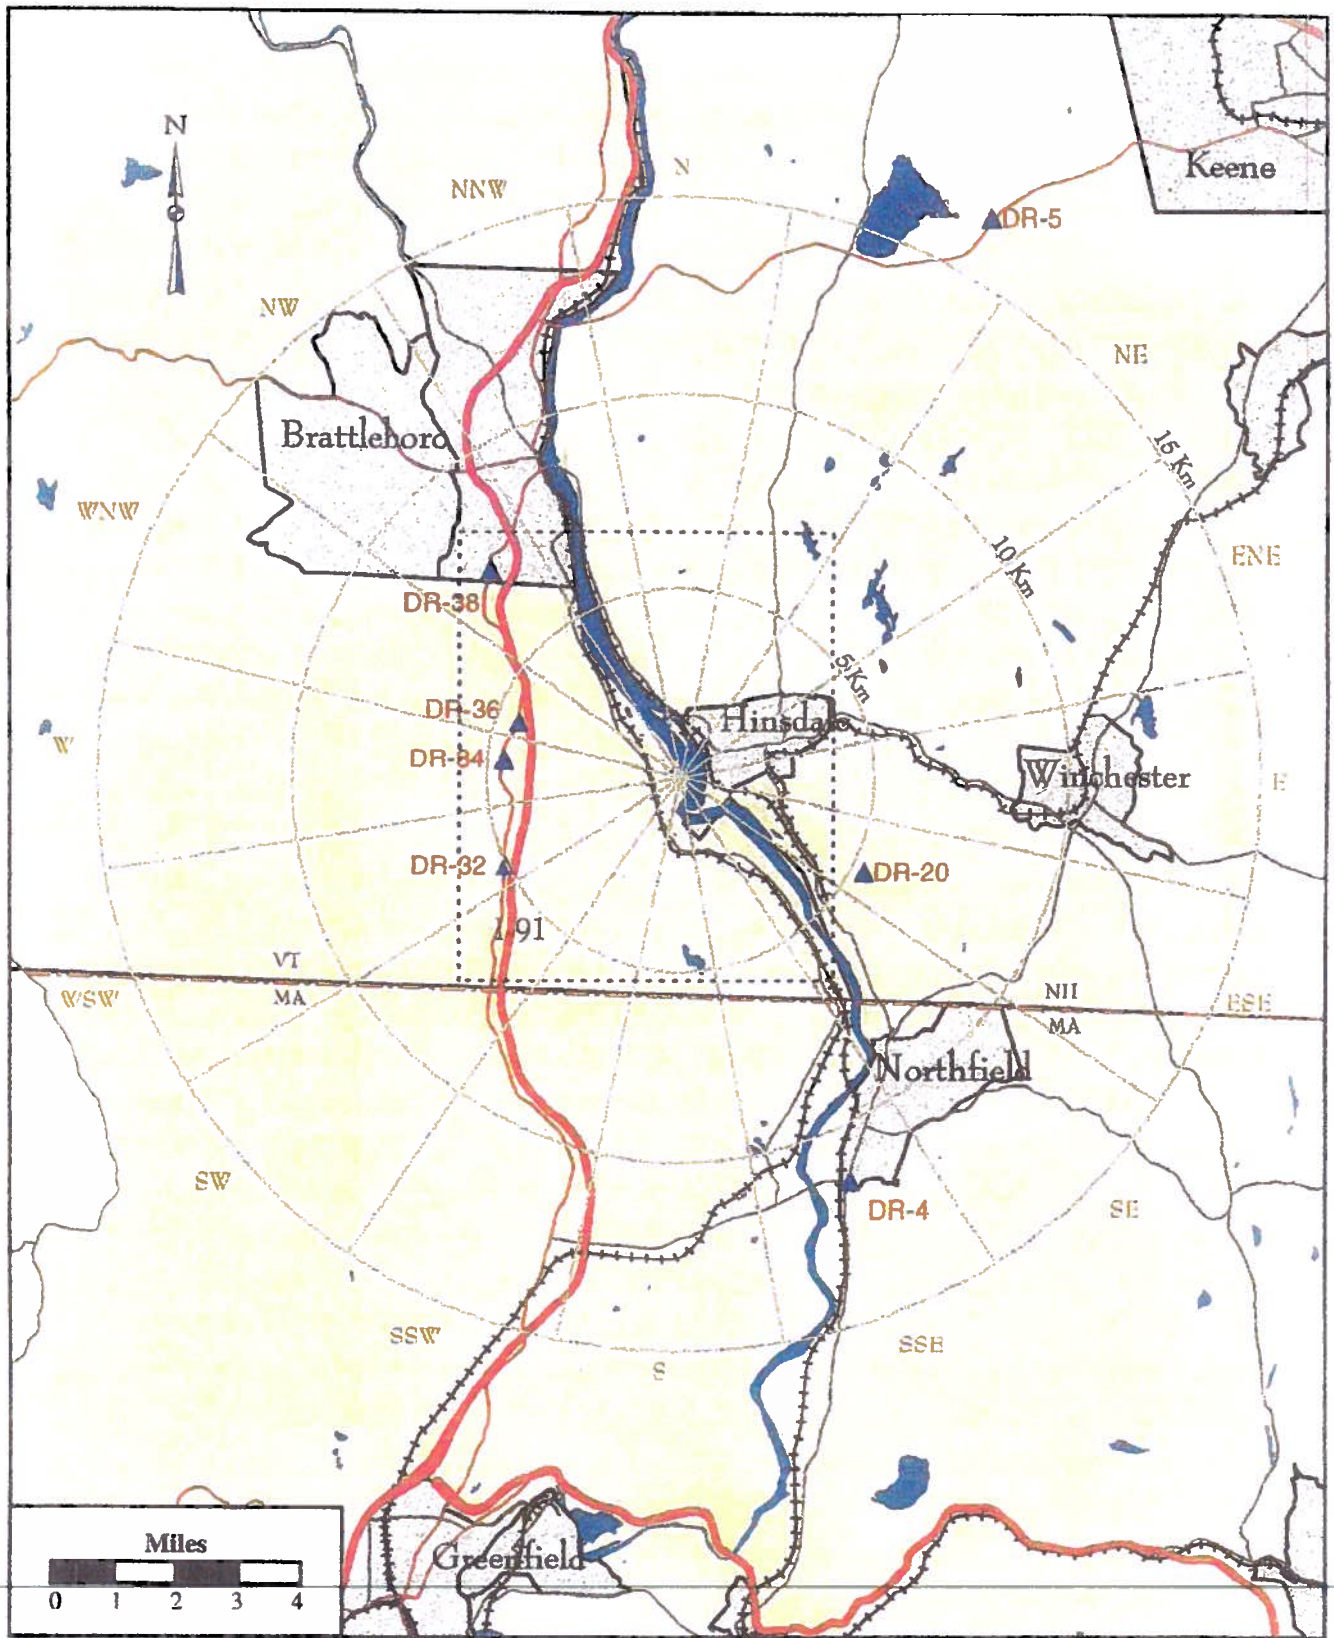 N
N
NNW
Keene
DR-5
NW
NE
Brattleboro
15 Km
WNW
10 Km
ENE
DR-38
5 Km
DR-36
Hinsdale
W
DR-34
Winchester
E
DR-32
DR-20
I-91
VT
WSW
MA
NH
ESE
MA
Northfield
SW
DR-4
SE
SSW
SSE
S
Miles
0 1 2 3 4
Greenfield